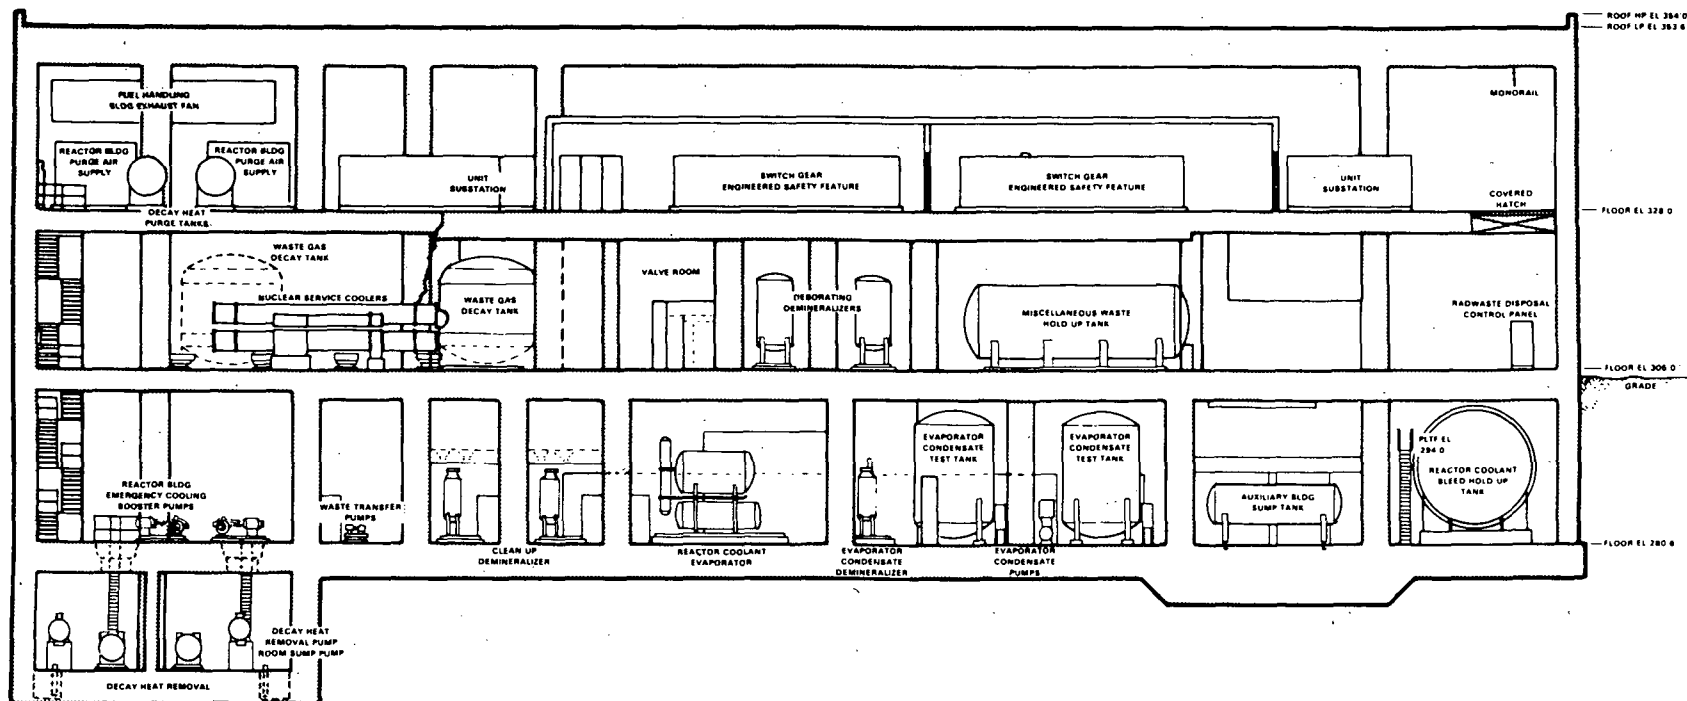 ROOF HP EL 354 0
ROOF LP EL 353 6
FUEL HANDLING
BLDG EXHAUST FAN
MONORAIL
REACTOR BLDG
PURGE AIR
SUPPLY
REACTOR BLDG
PURGE AIR
SUPPLY
UNIT
SUBSTATION
SWITCH GEAR
ENGINEERED SAFETY FEATURE
SWITCH GEAR
ENGINEERED SAFETY FEATURE
UNIT
SUBSTATION
COVERED
HATCH
FLOOR EL 328 0
DECAY HEAT
PURGE TANKS
WASTE GAS
DECAY TANK
NUCLEAR SERVICE COOLERS
WASTE GAS
DECAY TANK
VALVE ROOM
DEBORATING
DEMINERALIZERS
MISCELLANEOUS WASTE
HOLD UP TANK
RADWASTE DISPOSAL
CONTROL PANEL
FLOOR EL 306 0
GRADE
REACTOR BLDG
EMERGENCY COOLING
BOOSTER PUMPS
WASTE TRANSFER
PUMPS
CLEAN UP
DEMINERALIZER
REACTOR COOLANT
EVAPORATOR
EVAPORATOR
CONDENSATE
DEMINERALIZER
EVAPORATOR
CONDENSATE
TEST TANK
EVAPORATOR
CONDENSATE
PUMPS
EVAPORATOR
CONDENSATE
TEST TANK
AUXILIARY BLDG
SUMP TANK
PLTF EL
294 0
REACTOR COOLANT
BLEED HOLD UP
TANK
FLOOR EL 280 6
DECAY HEAT
REMOVAL PUMP
ROOM SUMP PUMP
DECAY HEAT REMOVAL